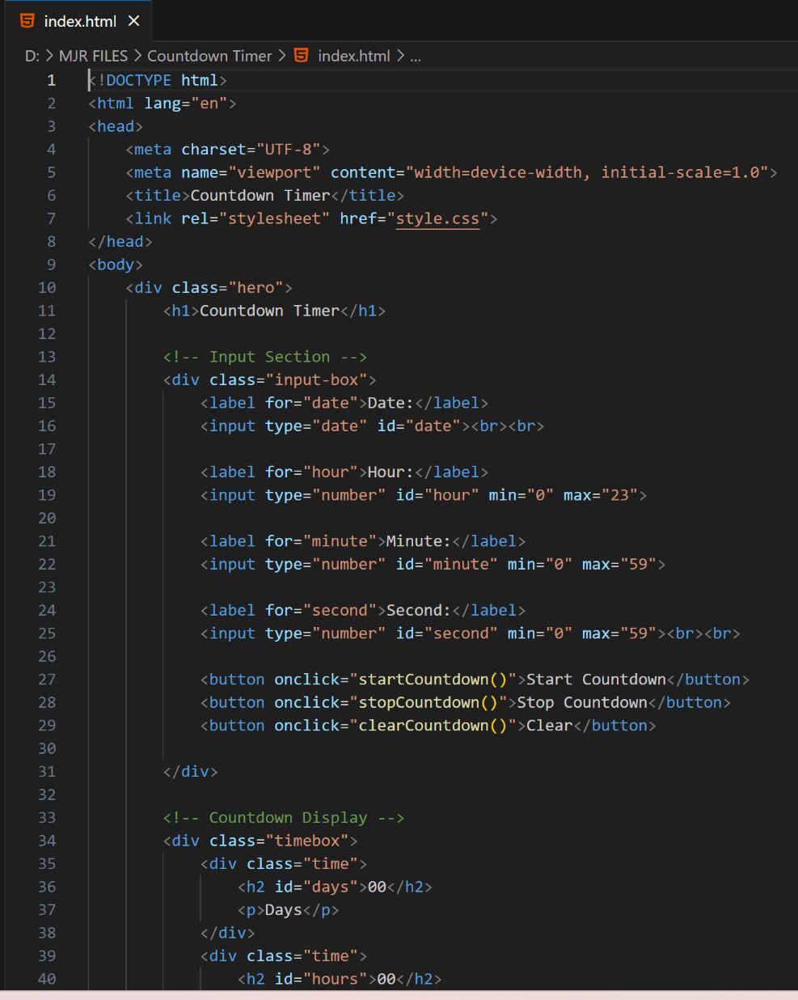 index.html ×
D: > MJR FILES > Countdown Timer > index.html > ...
1 <!DOCTYPE html>
2 <html lang="en">
3 <head>
4     <meta charset="UTF-8">
5     <meta name="viewport" content="width=device-width, initial-scale=1.0">
6     <title>Countdown Timer</title>
7     <link rel="stylesheet" href="style.css">
8 </head>
9 <body>
10     <div class="hero">
11         <h1>Countdown Timer</h1>
12
13         <!-- Input Section -->
14         <div class="input-box">
15             <label for="date">Date:</label>
16             <input type="date" id="date"><br><br>
17
18             <label for="hour">Hour:</label>
19             <input type="number" id="hour" min="0" max="23">
20
21             <label for="minute">Minute:</label>
22             <input type="number" id="minute" min="0" max="59">
23
24             <label for="second">Second:</label>
25             <input type="number" id="second" min="0" max="59"><br><br>
26
27             <button onclick="startCountdown()">Start Countdown</button>
28             <button onclick="stopCountdown()">Stop Countdown</button>
29             <button onclick="clearCountdown()">Clear</button>
30
31         </div>
32
33         <!-- Countdown Display -->
34         <div class="timebox">
35             <div class="time">
36                 <h2 id="days">00</h2>
37                 <p>Days</p>
38             </div>
39             <div class="time">
40                 <h2 id="hours">00</h2>